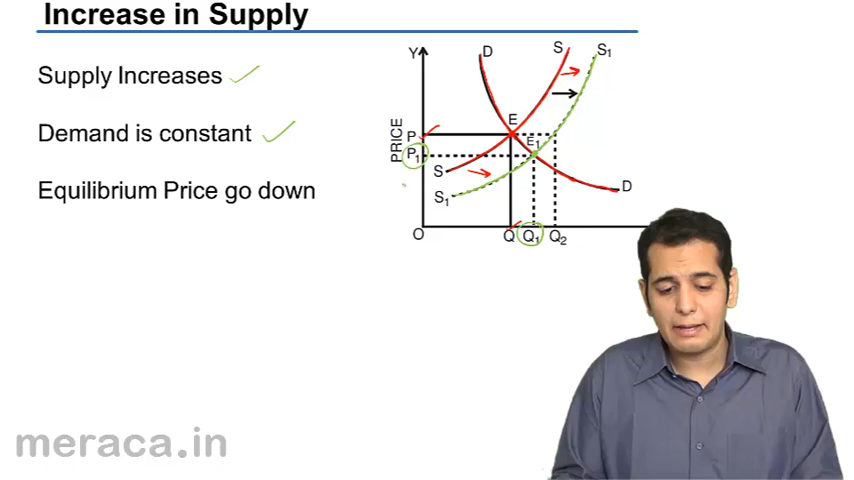 Increase in Supply
Supply Increases
Demand is constant
Equilibrium Price go down
Y
D
S
S1
PRICE
P
E
E1
P1
S
D
S1
O
Q
Q1
Q2
meraca.in